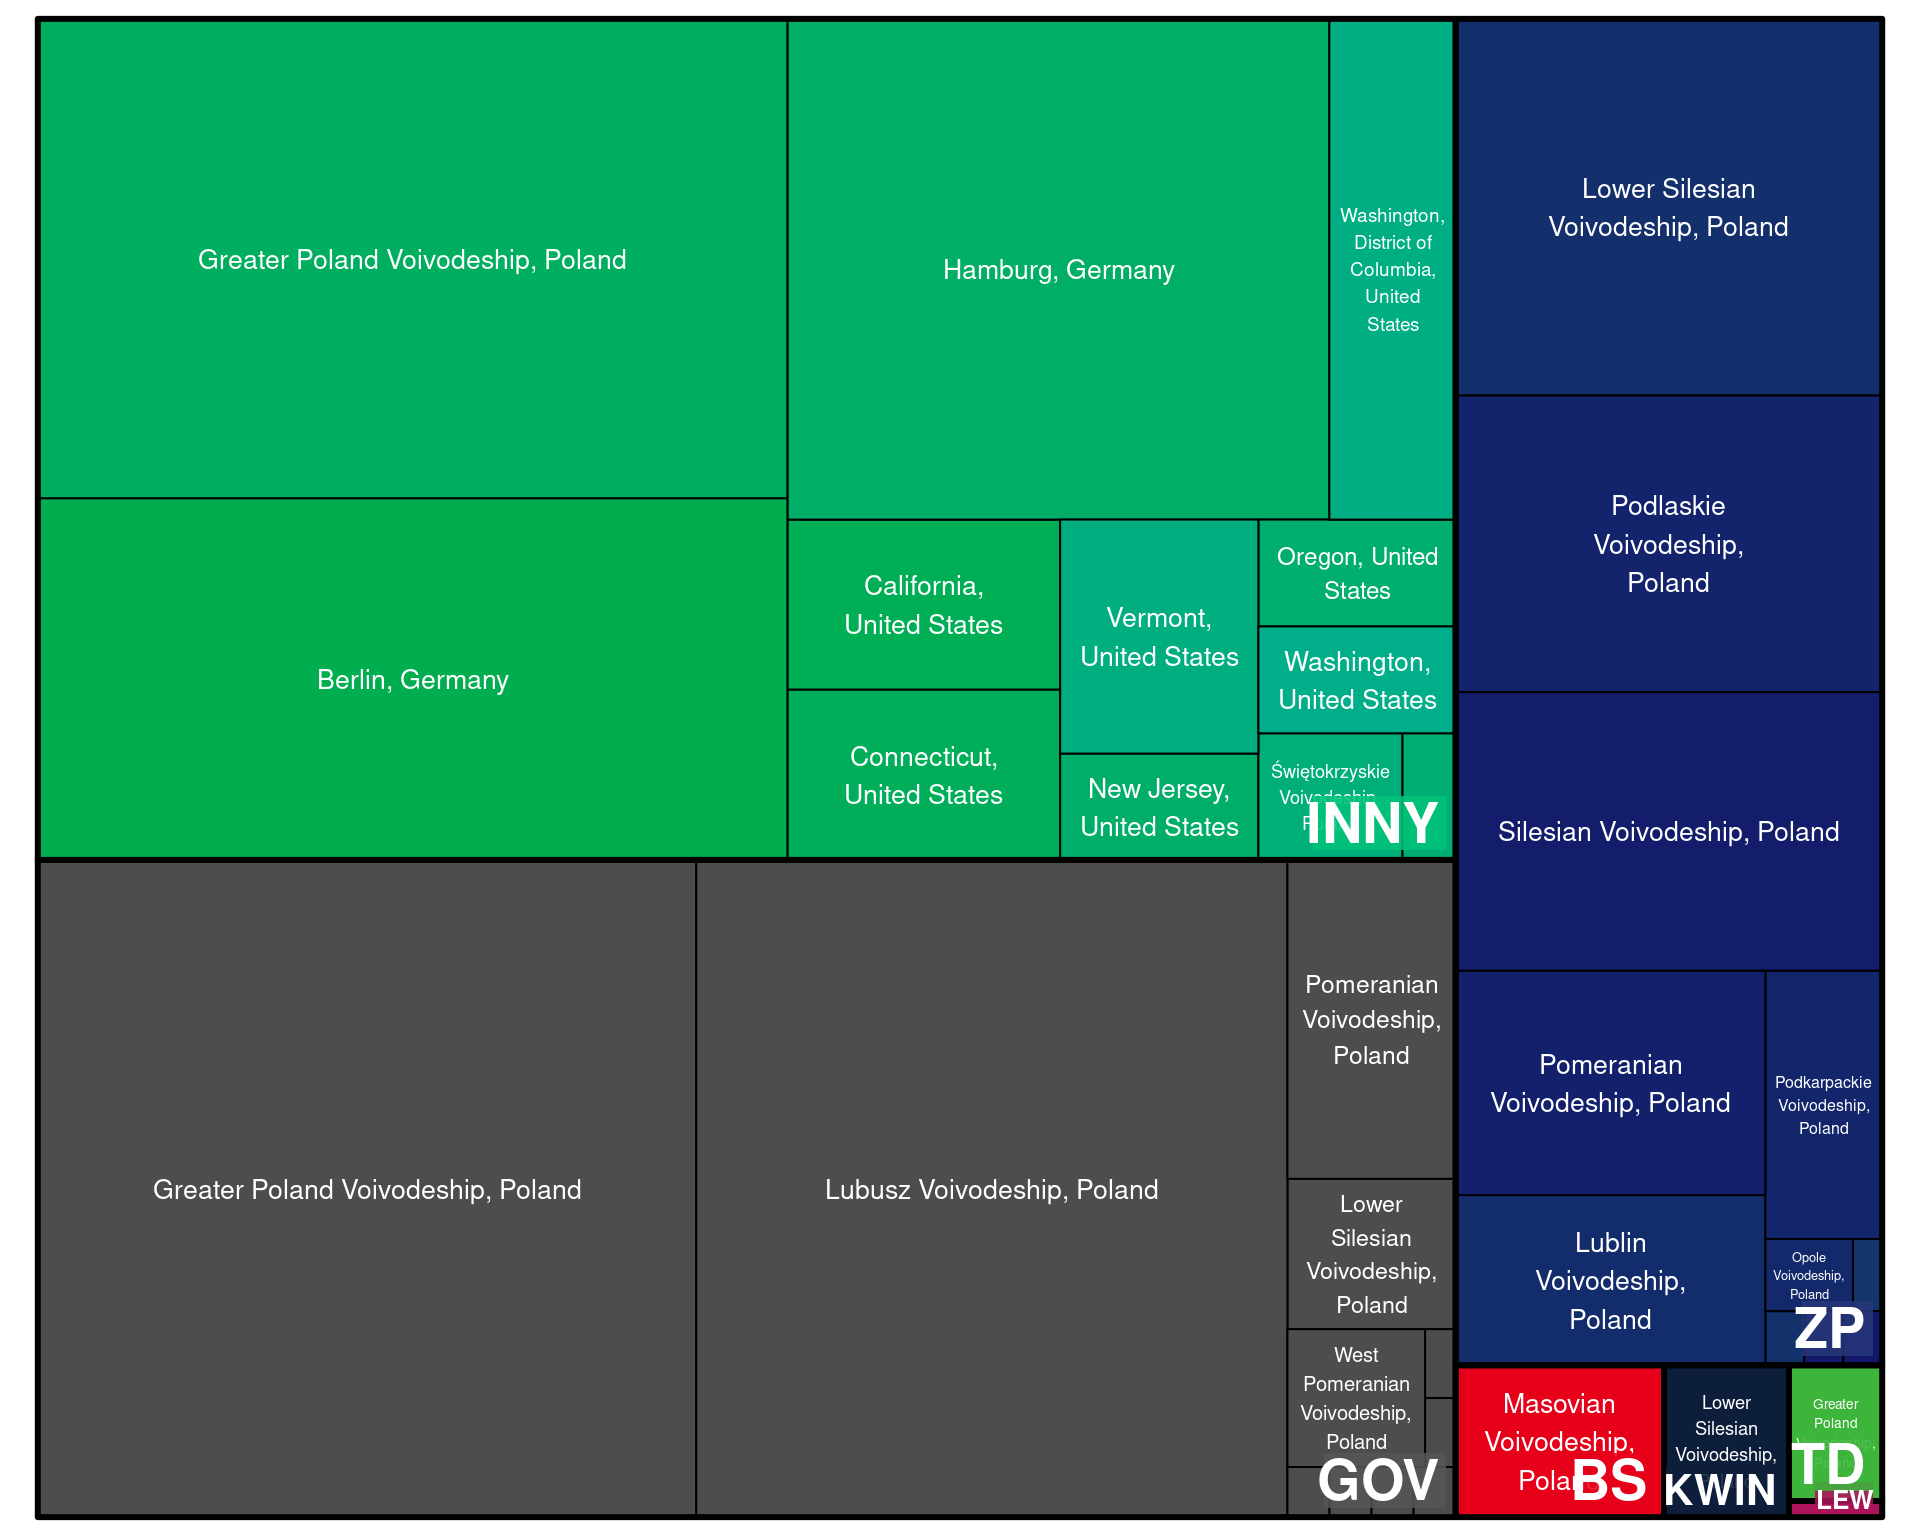 Greater Poland Voivodeship, Poland
Hamburg, Germany
Washington,
District of
Columbia,
United
States
Berlin, Germany
California,
United States
Connecticut,
United States
Vermont,
United States
New Jersey,
United States
Oregon, United
States
Washington,
United States
Świętokrzyskie
Voivodeship,
INNY
Greater Poland Voivodeship, Poland
Lubusz Voivodeship, Poland
Pomeranian
Voivodeship,
Poland
Lower
Silesian
Voivodeship,
Poland
West
Pomeranian
Voivodeship,
Poland
GOV
Lower Silesian
Voivodeship, Poland
Podlaskie
Voivodeship,
Poland
Silesian Voivodeship, Poland
Pomeranian
Voivodeship, Poland
Podkarpackie
Voivodeship,
Poland
Lublin
Voivodeship,
Poland
Opole
Voivodeship,
Poland
ZP
Masovian
Voivodeship,
Poland
BS
Lower
Silesian
Voivodeship,
KWIN
Greater
Poland
TD
LEW